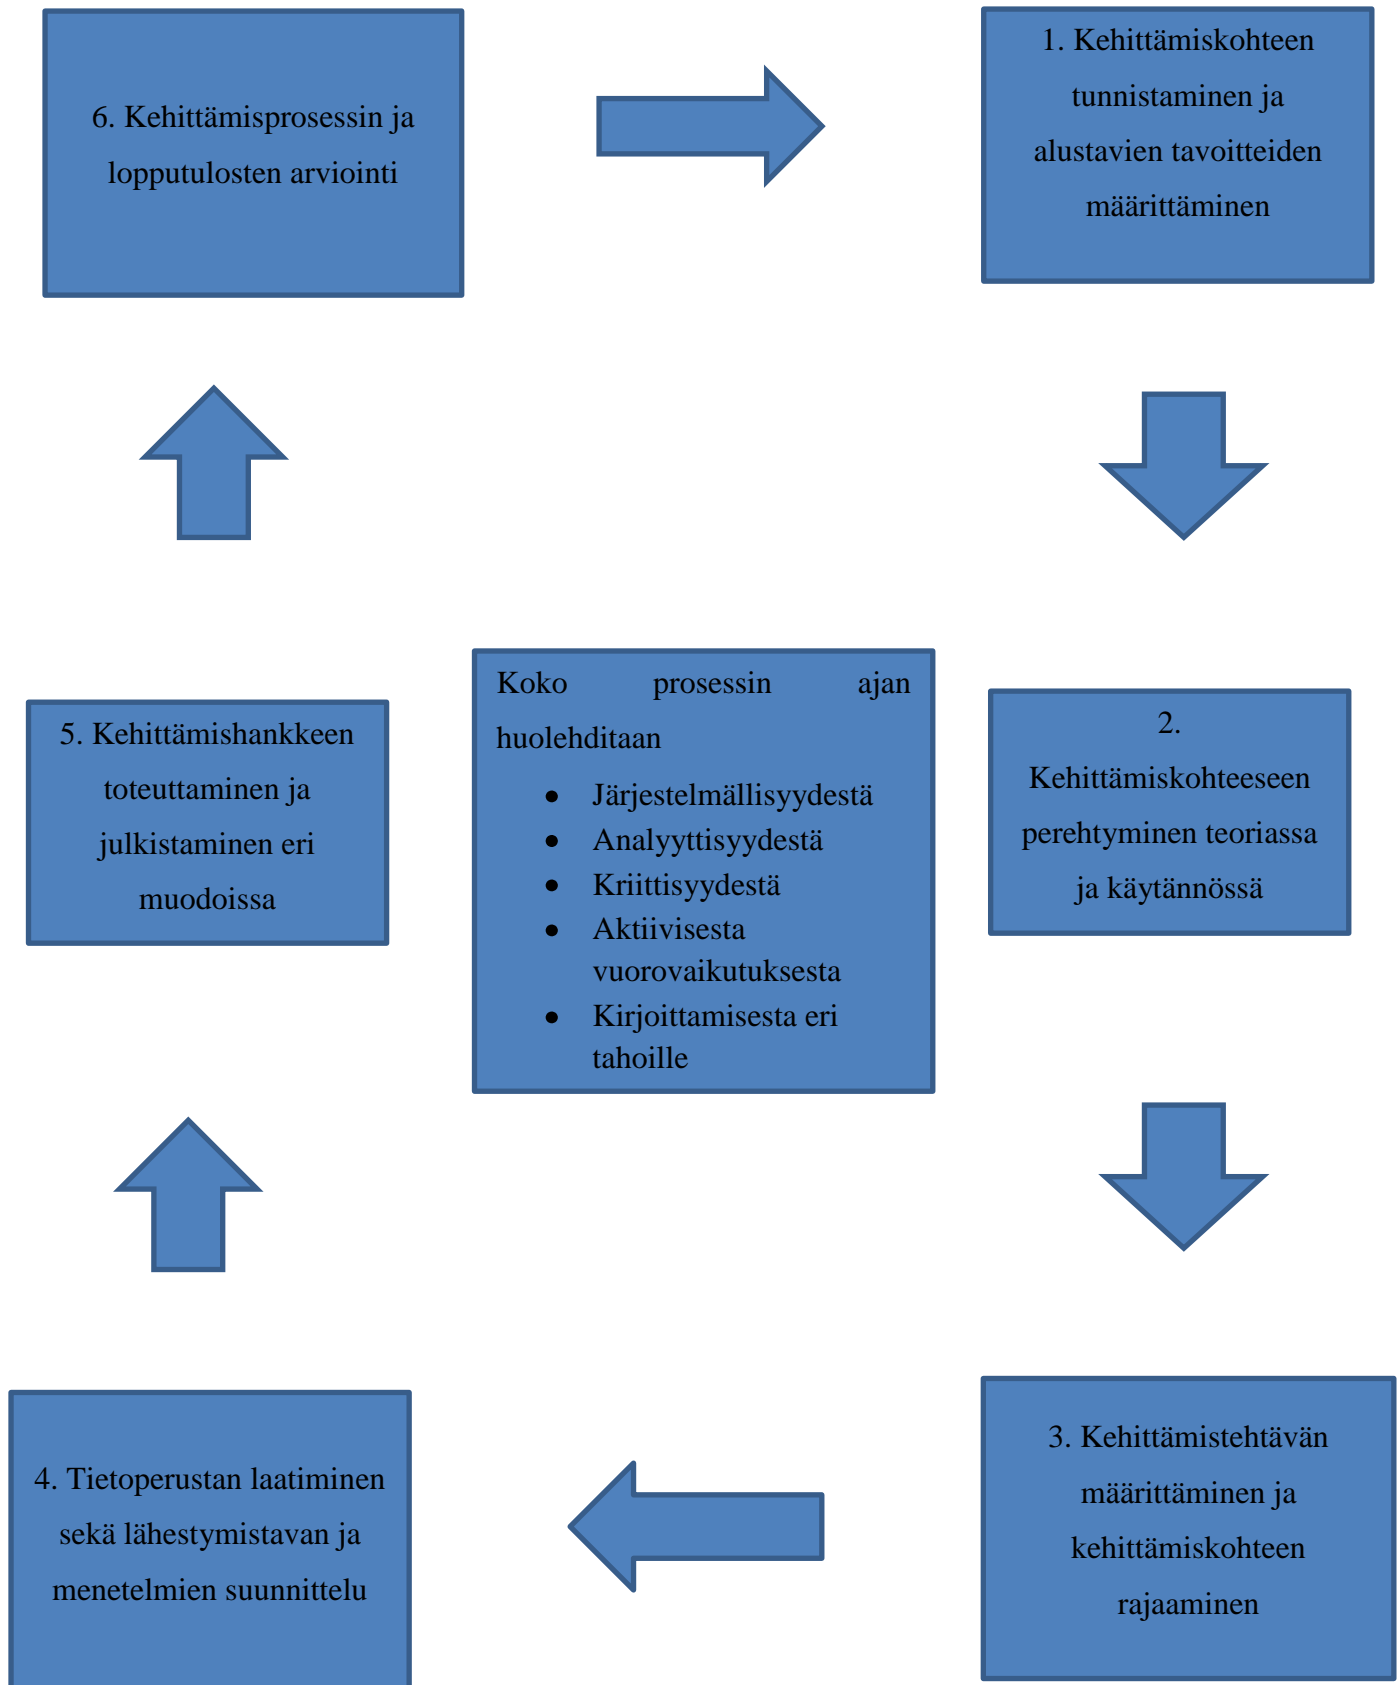 6. Kehittämisprosessin ja
lopputulosten arviointi
1. Kehittämiskohteen
tunnistaminen ja
alustavien tavoitteiden
määrittäminen
5. Kehittämishankkeen
toteuttaminen ja
julkistaminen eri
muodoissa
Koko prosessin ajan
huolehditaan
• Järjestelmällisyydestä
• Analyyttisyydestä
• Kriittisyydestä
• Aktiivisesta
vuorovaikutuksesta
• Kirjoittamisesta eri
tahoille
2.
Kehittämiskohteeseen
perehtyminen teoriassa
ja käytännössä
4. Tietoperustan laatiminen
sekä lähestymistavan ja
menetelmien suunnittelu
3. Kehittämistehtävän
määrittäminen ja
kehittämiskohteen
rajaaminen